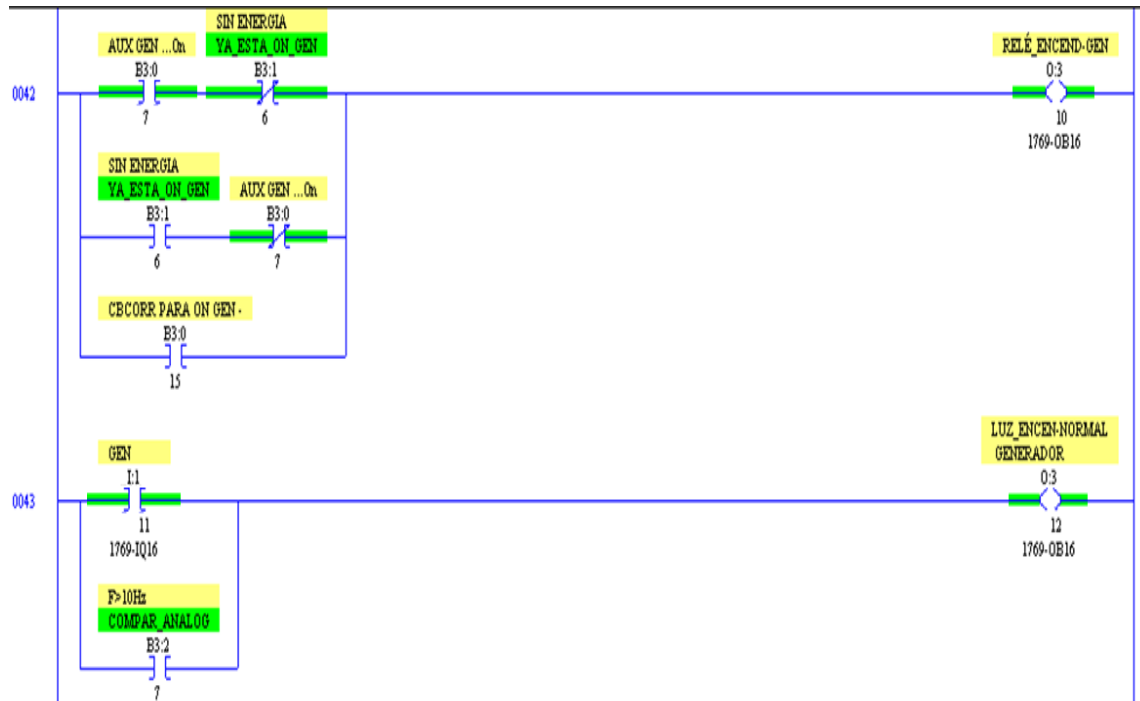 SIN ENERGIA
AUX GEN ...On YA_ESTA_ON_GEN RELÉ_ENCEND-GEN
B3:0 B3:1 O:3
0042
7 6 10
1769-OB16
SIN ENERGIA
YA_ESTA_ON_GEN AUX GEN ...On
B3:1 B3:0
6 7
CBCORR PARA ON GEN -
B3:0
15
LUZ_ENCEN-NORMAL
GEN GENERADOR
I:1 O:3
0043
11 12
1769-IQ16 1769-OB16
F>10Hz
COMPAR_ANALOG
B3:2
7